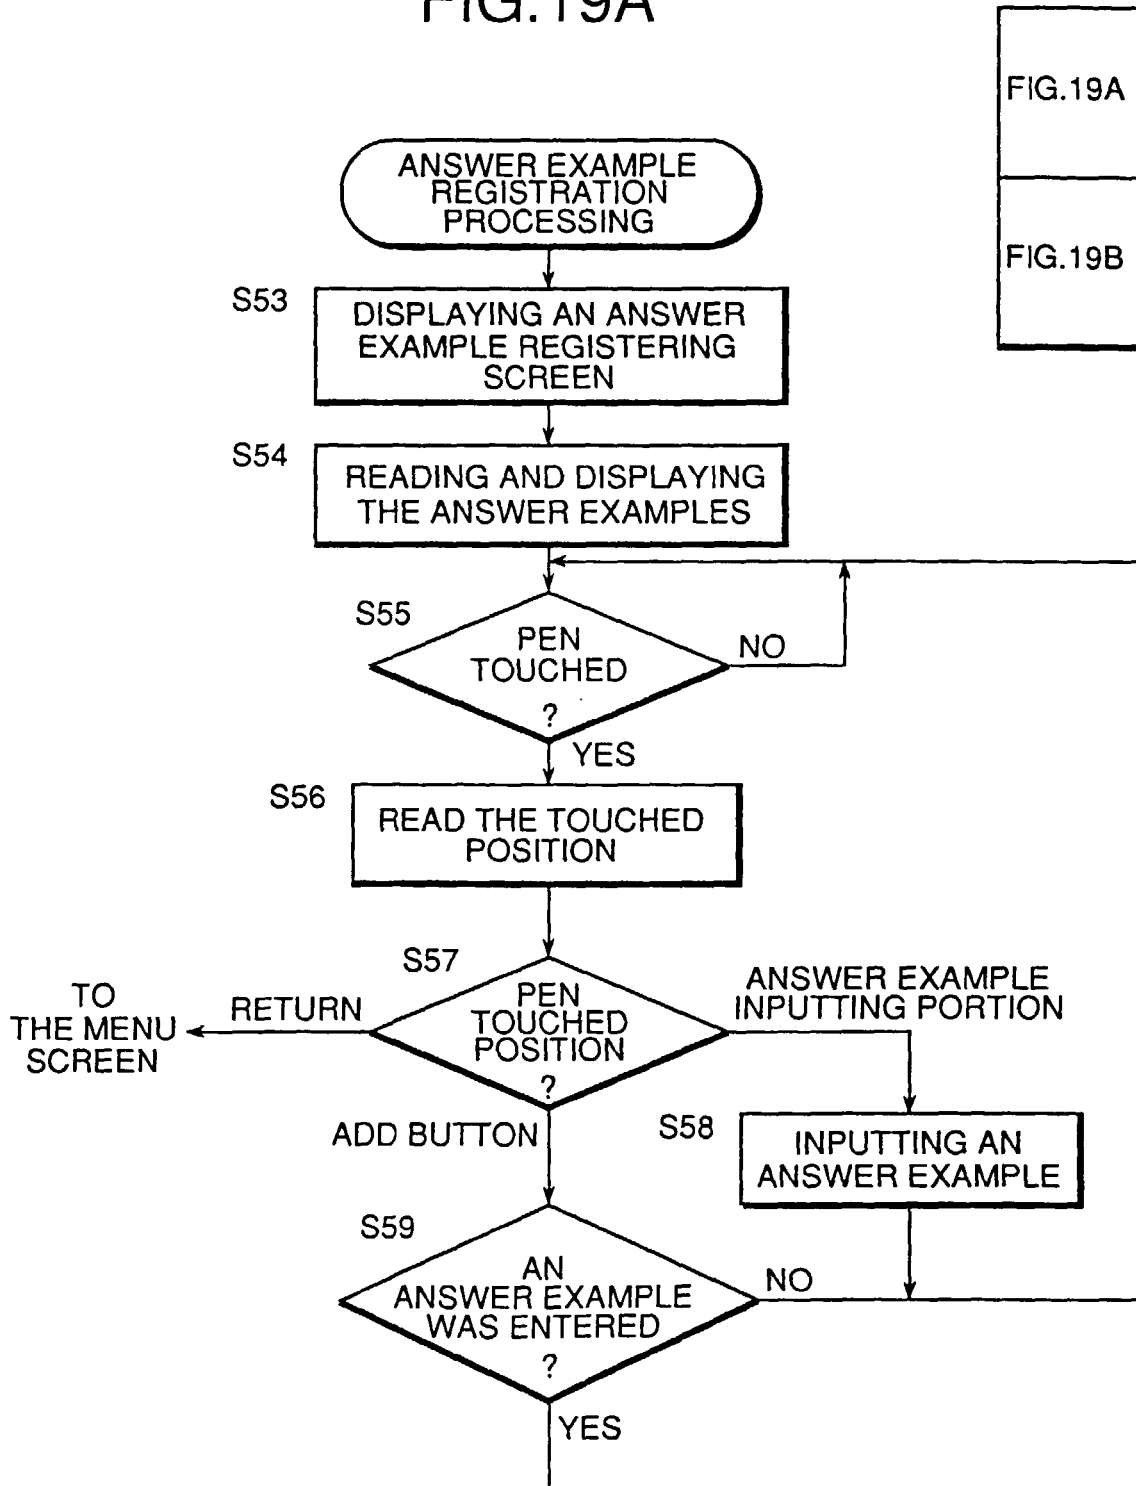 FIG.19A
FIG.19A
FIG.19B
ANSWER EXAMPLE
REGISTRATION
PROCESSING
S53
DISPLAYING AN ANSWER
EXAMPLE REGISTERING
SCREEN
S54
READING AND DISPLAYING
THE ANSWER EXAMPLES
S55
PEN
TOUCHED
?
NO
YES
S56
READ THE TOUCHED
POSITION
S57
PEN
TOUCHED
POSITION
?
RETURN
TO
THE MENU
SCREEN
ANSWER EXAMPLE
INPUTTING PORTION
ADD BUTTON
S58
INPUTTING AN
ANSWER EXAMPLE
S59
AN
ANSWER EXAMPLE
WAS ENTERED
?
NO
YES